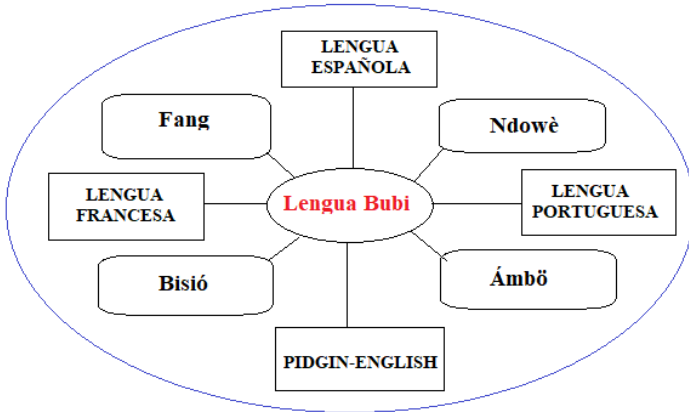 LENGUA
ESPAÑOLA
Fang
Ndowè
LENGUA
FRANCESA
Lengua Bubi
LENGUA
PORTUGUESA
Bisió
Ámbö
PIDGIN-ENGLISH